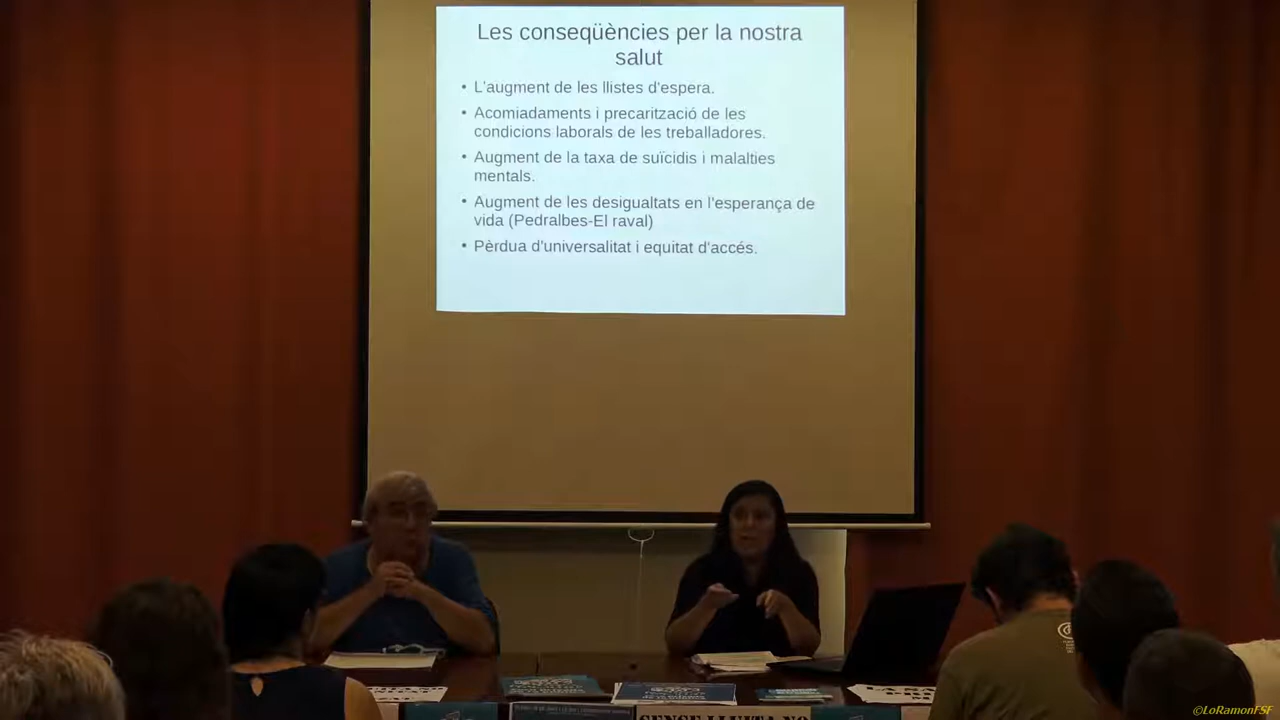 Les conseqüències per la nostra
salut
• L'augment de les llistes d'espera.
• Acomiadaments i precarització de les
condicions laborals de les treballadores.
• Augment de la taxa de suïcidis i malalties
mentals.
• Augment de les desigualtats en l'esperança de
vida (Pedralbes-El raval)
• Pèrdua d'universalitat i equitat d'accés.
SENSE LLUITA NO
©LoRamonFSF